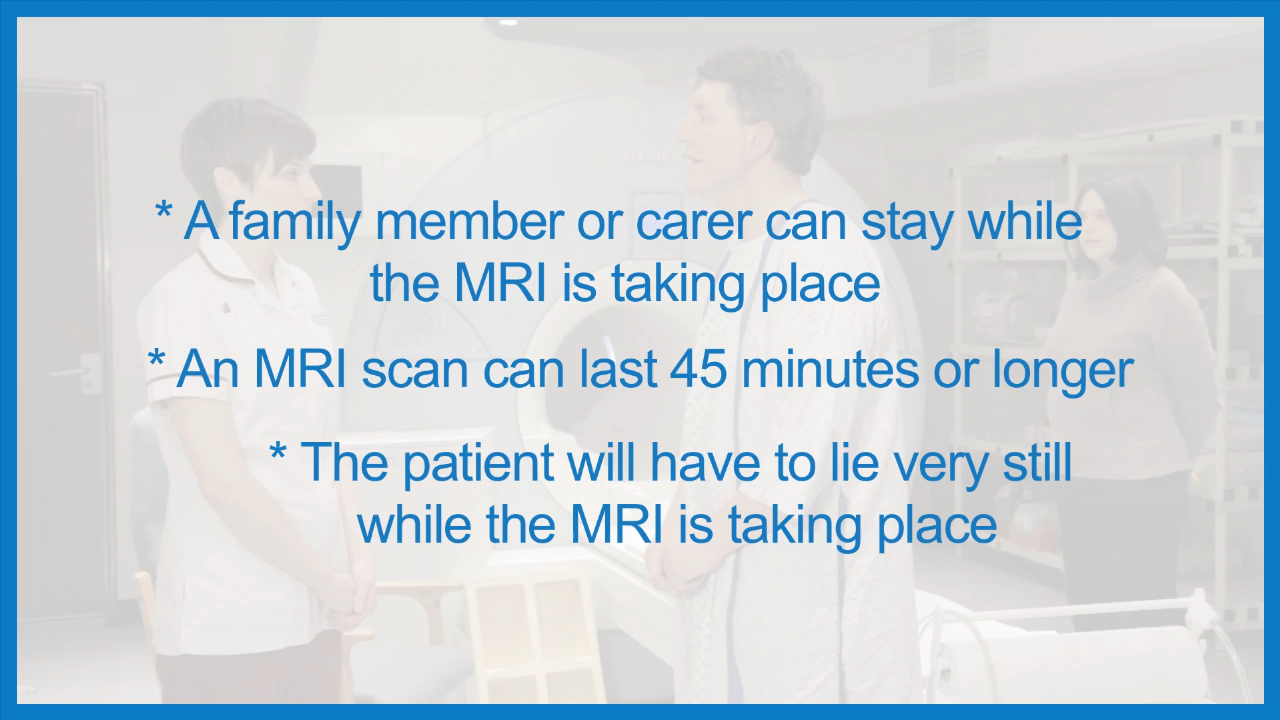 * A family member or carer can stay while
the MRI is taking place
* An MRI scan can last 45 minutes or longer
* The patient will have to lie very still
while the MRI is taking place